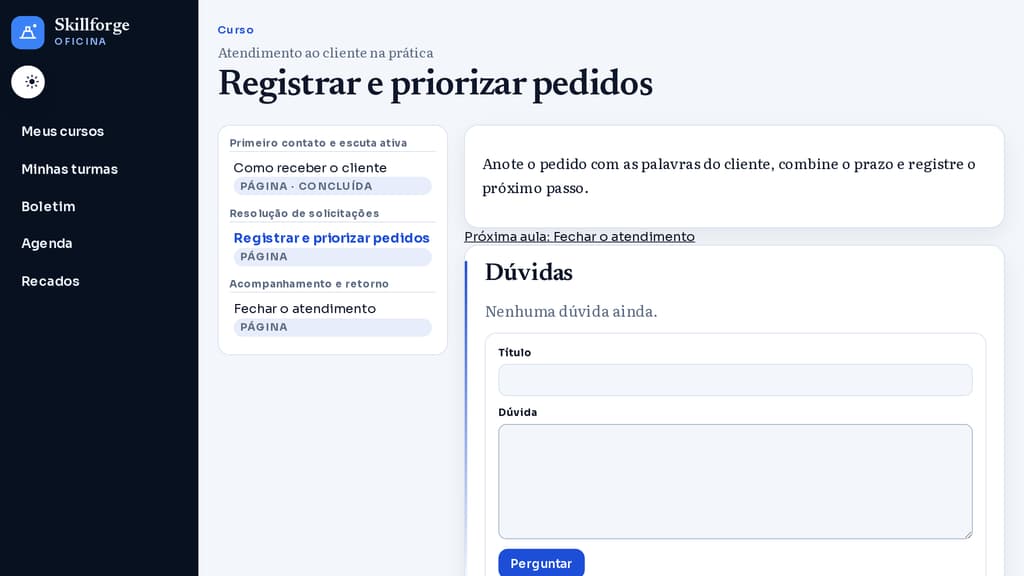 Skillforge
OFICINA
Meus cursos
Minhas turmas
Boletim
Agenda
Recados
Curso
Atendimento ao cliente na prática
Registrar e priorizar pedidos
Primeiro contato e escuta ativa
Como receber o cliente
PÁGINA · CONCLUÍDA
Resolução de solicitações
Registrar e priorizar pedidos
PÁGINA
Acompanhamento e retorno
Fechar o atendimento
PÁGINA
Anote o pedido com as palavras do cliente, combine o prazo e registre o
próximo passo.
Próxima aula: Fechar o atendimento
Dúvidas
Nenhuma dúvida ainda.
Título
Dúvida
Perguntar